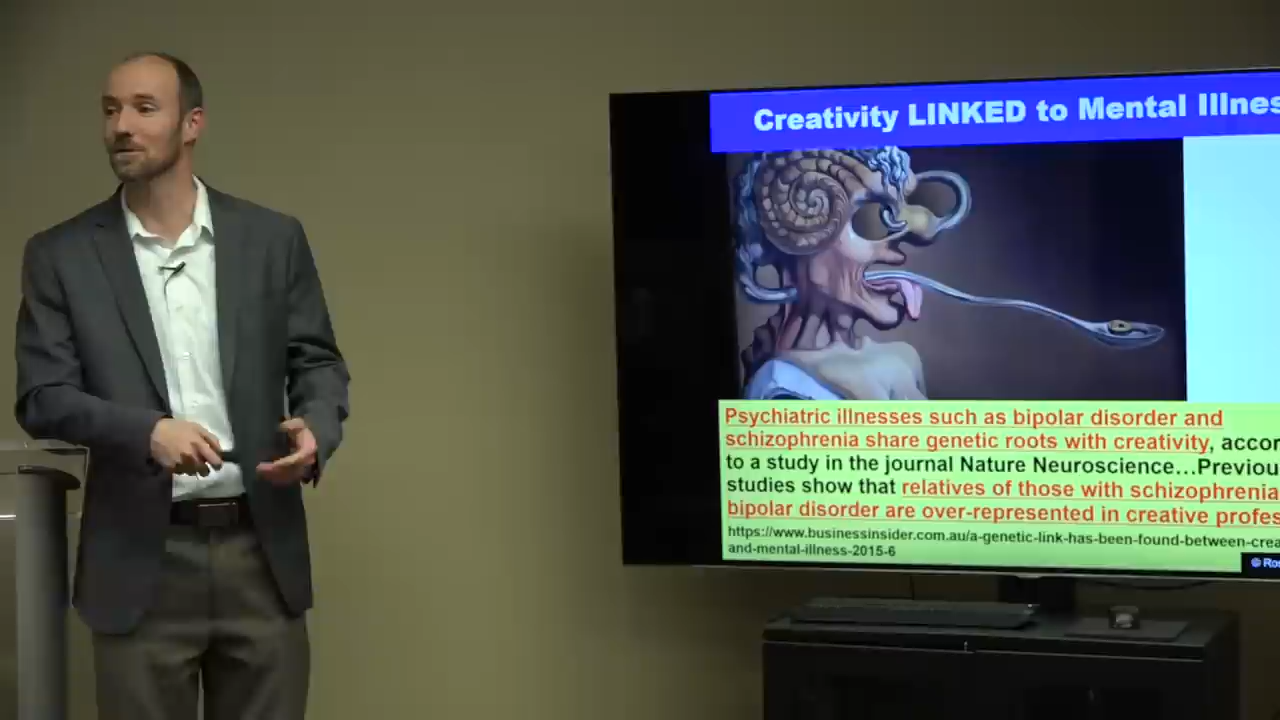 Creativity LINKED to Mental Illnes
Psychiatric illnesses such as bipolar disorder and
schizophrenia share genetic roots with creativity, accor
to a study in the journal Nature Neuroscience...Previou
studies show that relatives of those with schizophrenia
bipolar disorder are over-represented in creative profes
https://www.businessinsider.com.au/a-genetic-link-has-been-found-between-crea
and-mental-illness-2015-6
© Ros